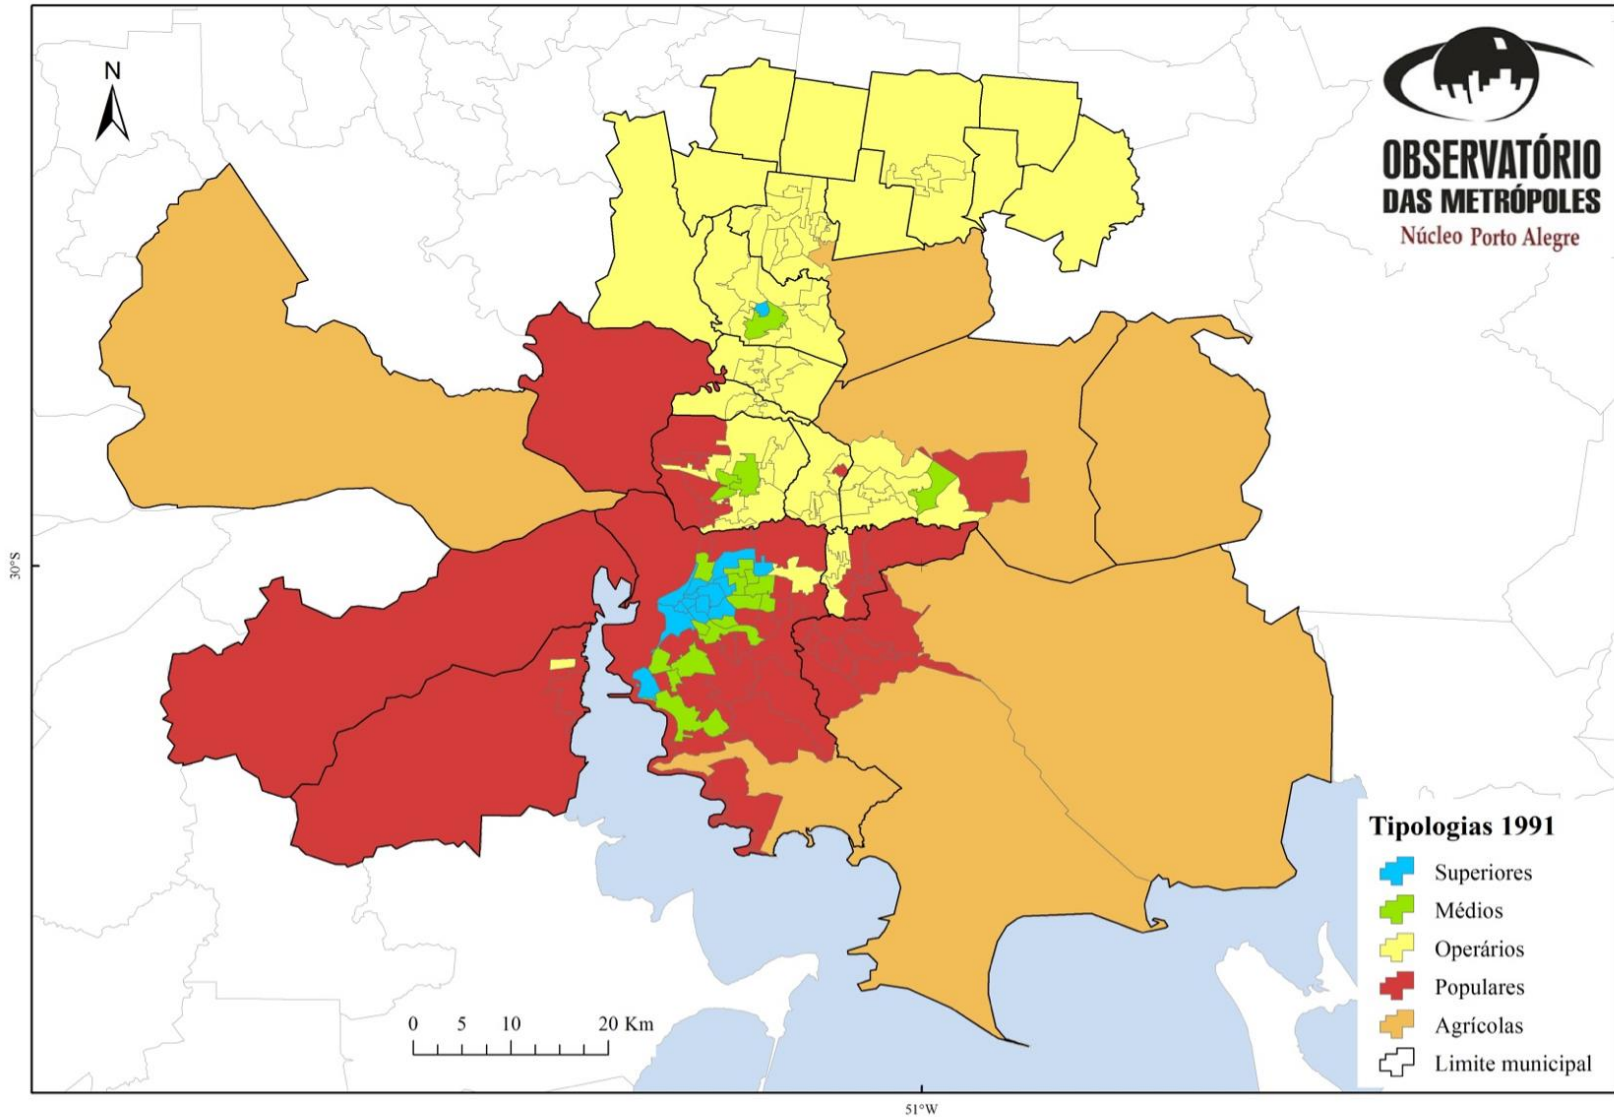 N
OBSERVATÓRIO
DAS METRÓPOLES
Núcleo Porto Alegre
30°S
Tipologias 1991
Superiores
Médios
Operários
Populares
Agrícolas
Limite municipal
0 5 10 20 Km
51°W